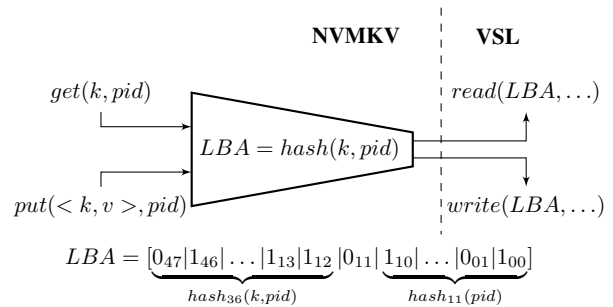 NVMKV VSL
get(k, pid) read(LBA, . . .)
LBA = hash(k, pid)
put(< k, v >, pid) write(LBA, . . .)
LBA = [0₄₇|1₄₆| . . . |1₁₃|1₁₂ |0₁₁| 1₁₀| . . . |0₀₁|1₀₀]
hash₃₆(k,pid) hash₁₁(pid)